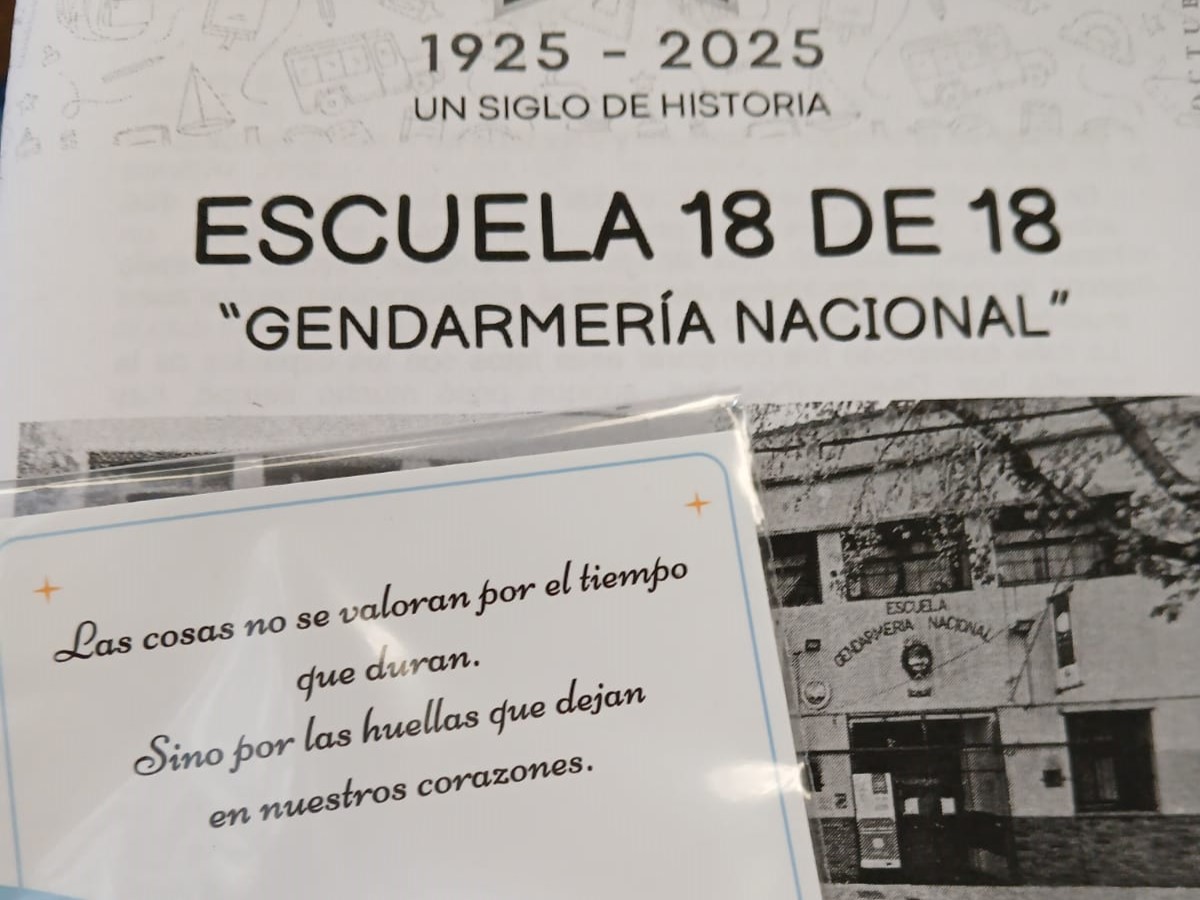 1925 - 2025
UN SIGLO DE HISTORIA
ESCUELA 18 DE 18
"GENDARMERÍA NACIONAL"
Las cosas no se valoran por el tiempo
que duran.
Sino por las huellas que dejan
en nuestros corazones.
ESCUELA
GENDARMERIA NACIONAL